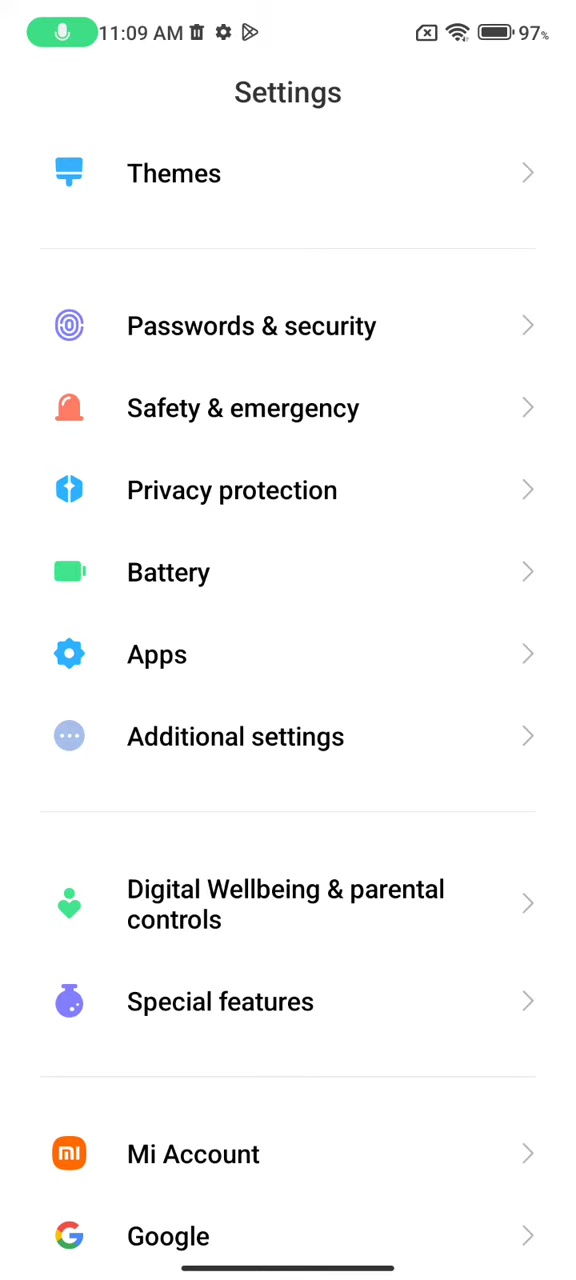 11:09 AM 97%
Settings
Themes
Passwords & security
Safety & emergency
Privacy protection
Battery
Apps
Additional settings
Digital Wellbeing & parental
controls
Special features
mi Mi Account
Google